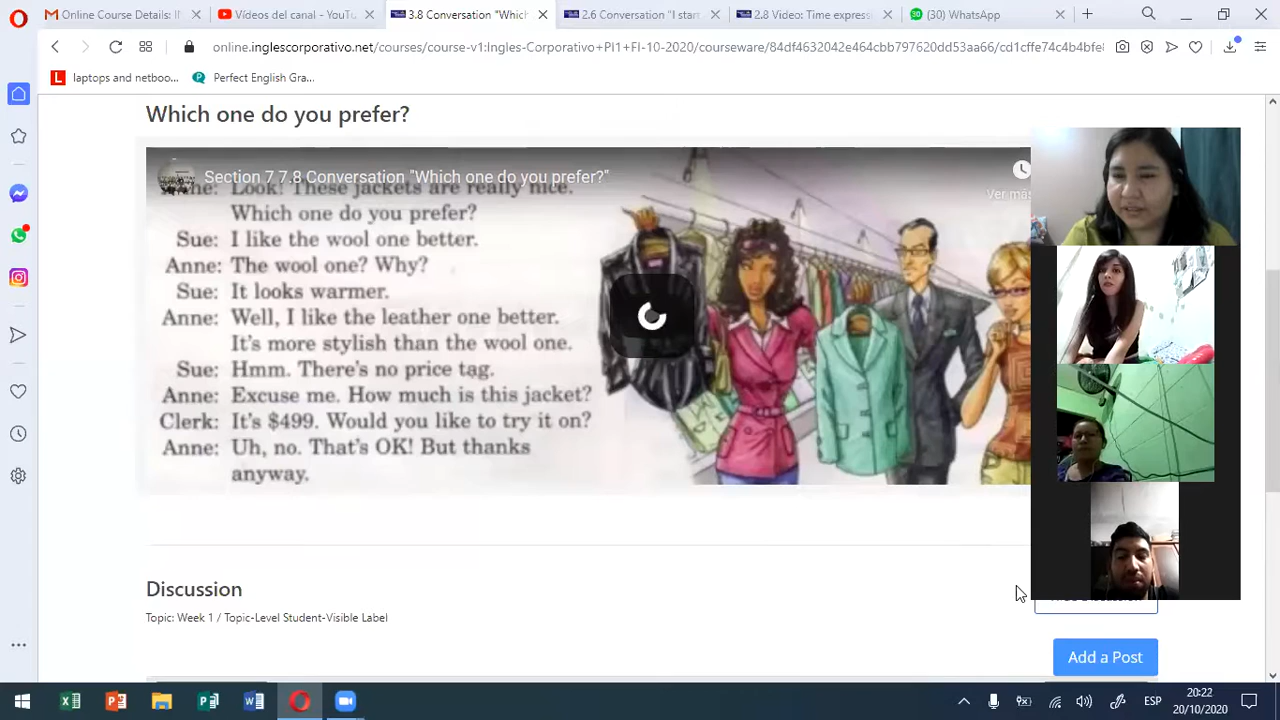 Online Course Details: I
Vídeos del canal - YouTu
3.8 Conversation "Whic
2.6 Conversation "I start
2.8 Video: Time express
(30) WhatsApp
online.inglescorporativo.net/courses/course-v1:Ingles-Corporativo+PI1+FI-10-2020/courseware/84df4632042e464cbb797620dd53aa66/cd1cffe74c4b4bfe
laptops and netboo...
Perfect English Gra...
Which one do you prefer?
Section 7 7.8 Conversation "Which one do you prefer?"
Look! These jackets are really nice.
Ver más
Which one do you prefer?
Sue: I like the wool one better.
Anne: The wool one? Why?
Sue: It looks warmer.
Anne: Well, I like the leather one better.
It's more stylish than the wool one.
Sue: Hmm. There's no price tag.
Anne: Excuse me. How much is this jacket?
Clerk: It's $499. Would you like to try it on?
Anne: Uh, no. That's OK! But thanks
anyway.
Discussion
Topic: Week 1 / Topic-Level Student-Visible Label
Add a Post
ESP
20:22
20/10/2020